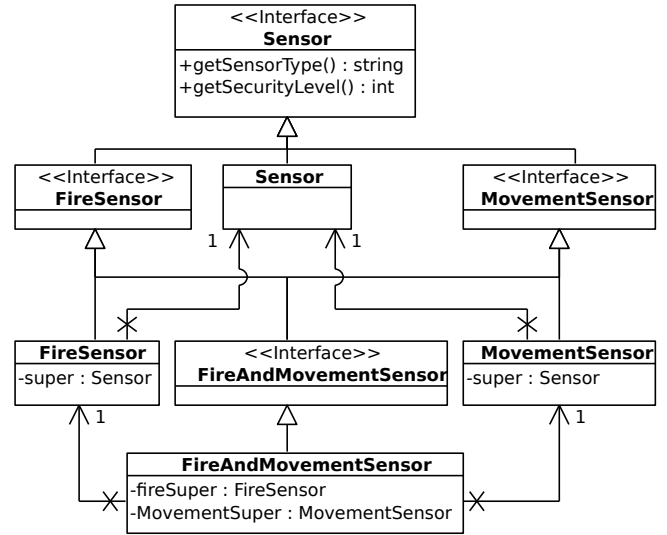 <<Interface>>
Sensor
+getSensorType() : string
+getSecurityLevel() : int
<<Interface>>
FireSensor
Sensor
<<Interface>>
MovementSensor
1
1
FireSensor
-super : Sensor
<<Interface>>
FireAndMovementSensor
MovementSensor
-super : Sensor
1
1
FireAndMovementSensor
-fireSuper : FireSensor
-MovementSuper : MovementSensor